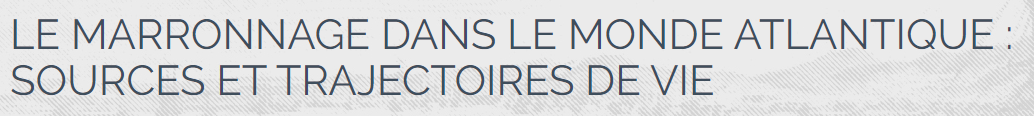 LE MARRONNAGE DANS LE MONDE ATLANTIQUE :
SOURCES ET TRAJECTOIRES DE VIE